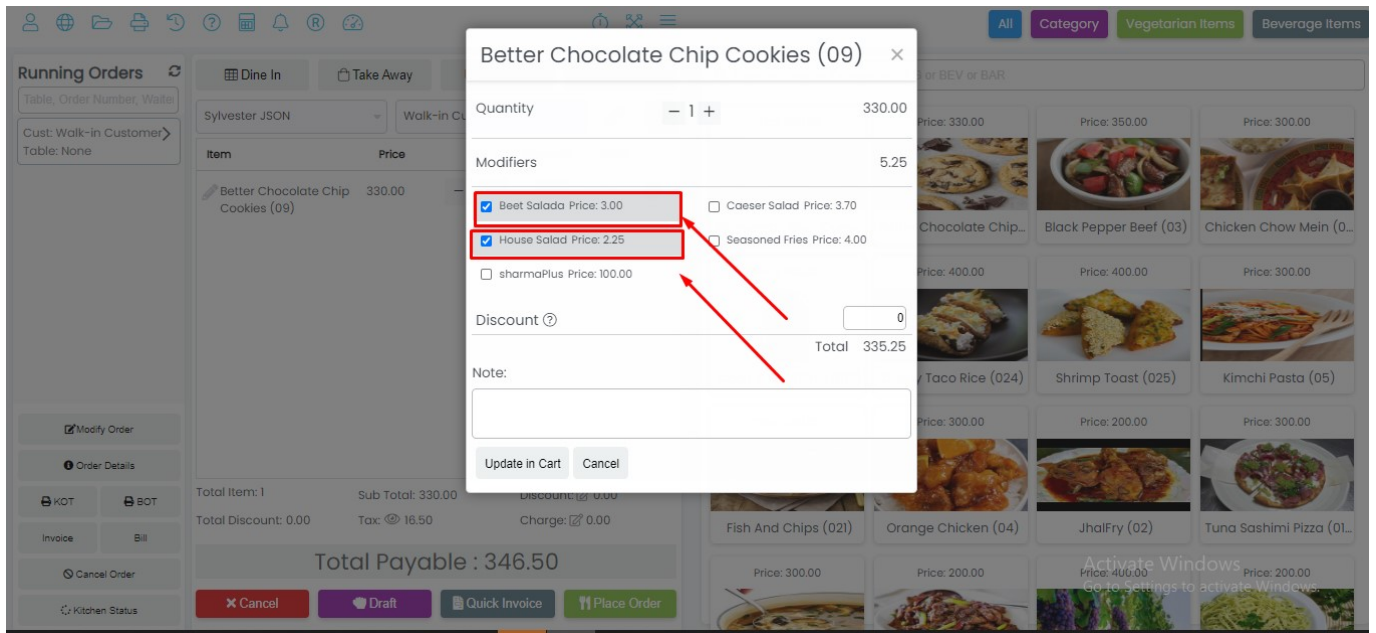 All Category Vegetarian Items Beverage Items
Running Orders
Table, Order Number, Waiter
Cust: Walk-in Customer
Table: None
Modify Order
Order Details
KOT BOT
Invoice Bill
Cancel Order
Kitchen Status
Dine In Take Away
Sylvester JSON Walk-in Cu
Item Price
Better Chocolate Chip 330.00
Cookies (09)
Total Item: 1 Sub Total: 330.00 Discount: 0.00
Total Discount: 0.00 Tax: 16.50 Charge: 0.00
Total Payable : 346.50
Cancel Draft Quick Invoice Place Order
Better Chocolate Chip Cookies (09) ×
Quantity − 1 + 330.00
Modifiers 5.25
Beet Salada Price: 3.00 Caeser Salad Price: 3.70
House Salad Price: 2.25 Seasoned Fries Price: 4.00
sharmaPlus Price: 100.00
Discount 0
Total 335.25
Note:
Update in Cart Cancel
or BEV or BAR
Price: 330.00 Price: 350.00 Price: 300.00
Chocolate Chip... Black Pepper Beef (03) Chicken Chow Mein (0...
Price: 400.00 Price: 400.00 Price: 300.00
Taco Rice (024) Shrimp Toast (025) Kimchi Pasta (05)
Price: 300.00 Price: 200.00 Price: 300.00
Fish And Chips (021) Orange Chicken (04) JhalFry (02) Tuna Sashimi Pizza (01...
Price: 300.00 Price: 200.00 Price: 400.00 Price: 200.00
Activate Windows
Go to Settings to activate Windows.